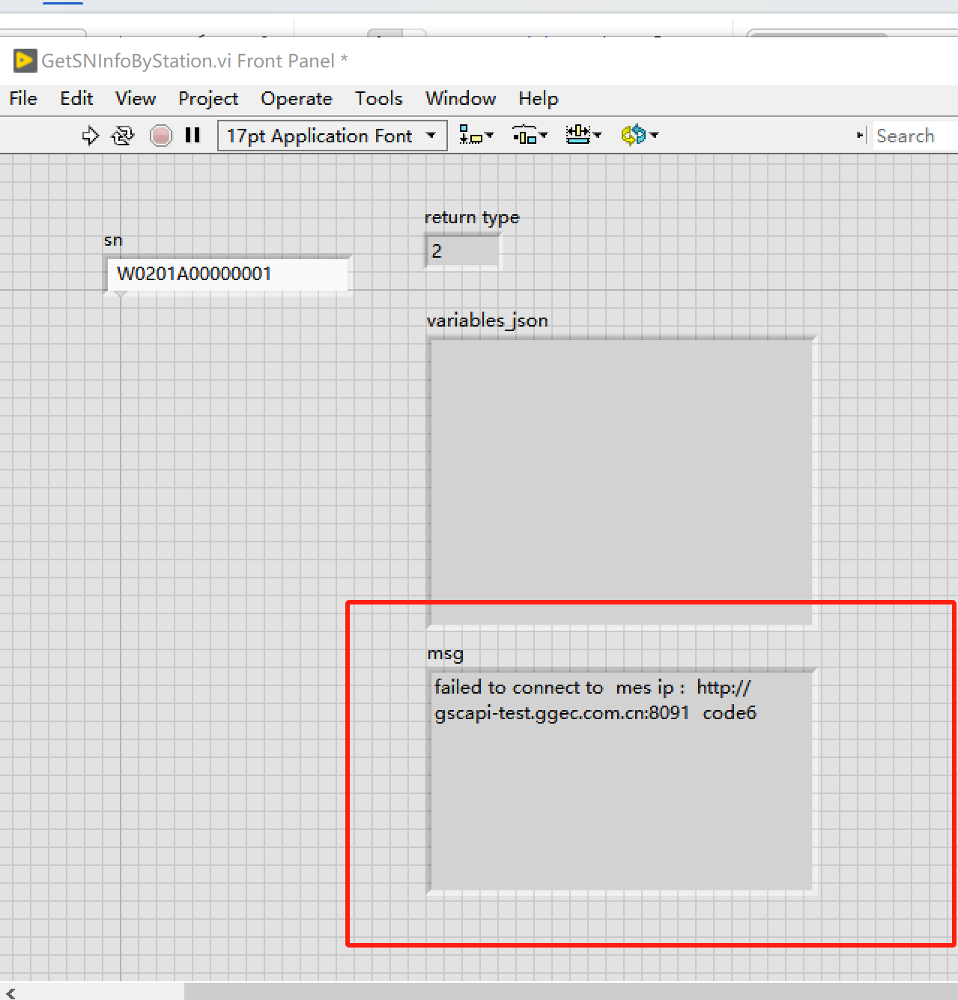 GetSNInfoByStation.vi Front Panel *
File Edit View Project Operate Tools Window Help
17pt Application Font
Search
return type
sn
2
W0201A00000001
variables_json
msg
failed to connect to  mes ip :  http://
gscapi-test.ggec.com.cn:8091  code6